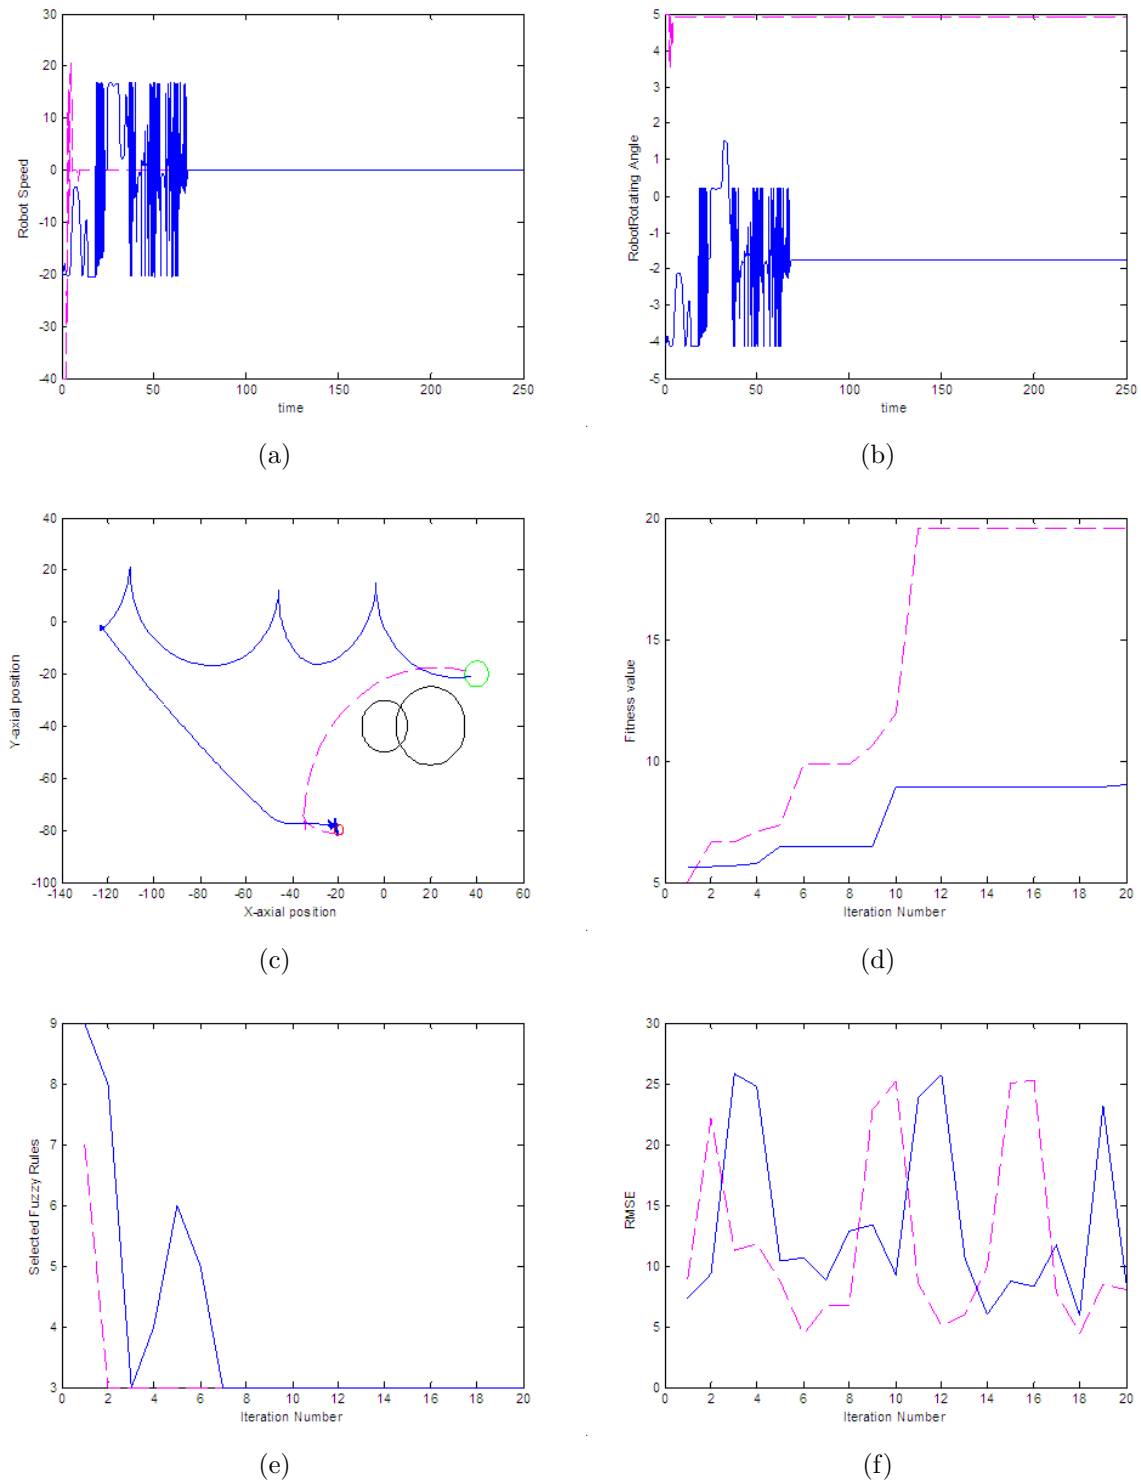 30
20
10
0
-10
-20
-30
-40
Robot Speed
0 50 100 150 200 250
time
(a)
5
4
3
2
1
0
-1
-2
-3
-4
-5
RobotRotating Angle
0 50 100 150 200 250
time
(b)
40
20
0
-20
-40
-60
-80
-100
Y-axial position
-140 -120 -100 -80 -60 -40 -20 0 20 40 60
X-axial position
(c)
20
15
10
5
Fitness value
2 4 6 8 10 12 14 16 18 20
Iteration Number
(d)
9
8
7
6
5
4
3
Selected Fuzzy Rules
0 2 4 6 8 10 12 14 16 18 20
Iteration Number
(e)
30
25
20
15
10
5
0
RMSE
2 4 6 8 10 12 14 16 18 20
Iteration Number
(f)